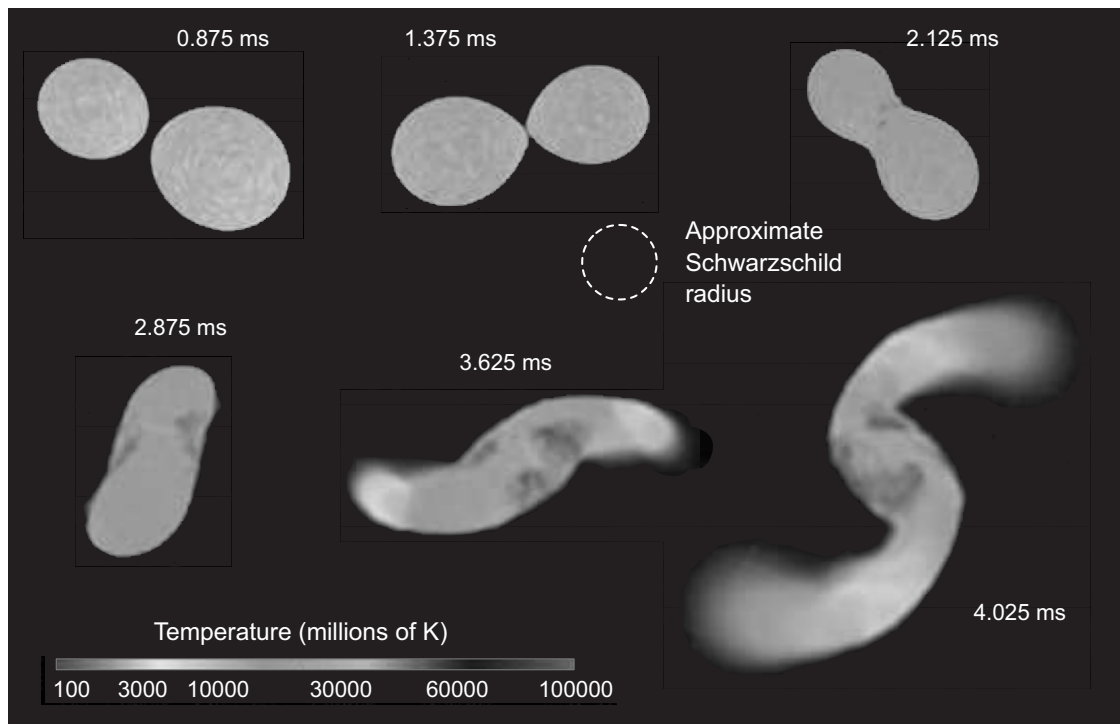 0.875 ms
1.375 ms
2.125 ms
Approximate
Schwarzschild
radius
2.875 ms
3.625 ms
4.025 ms
Temperature (millions of K)
100 3000 10000 30000 60000 100000